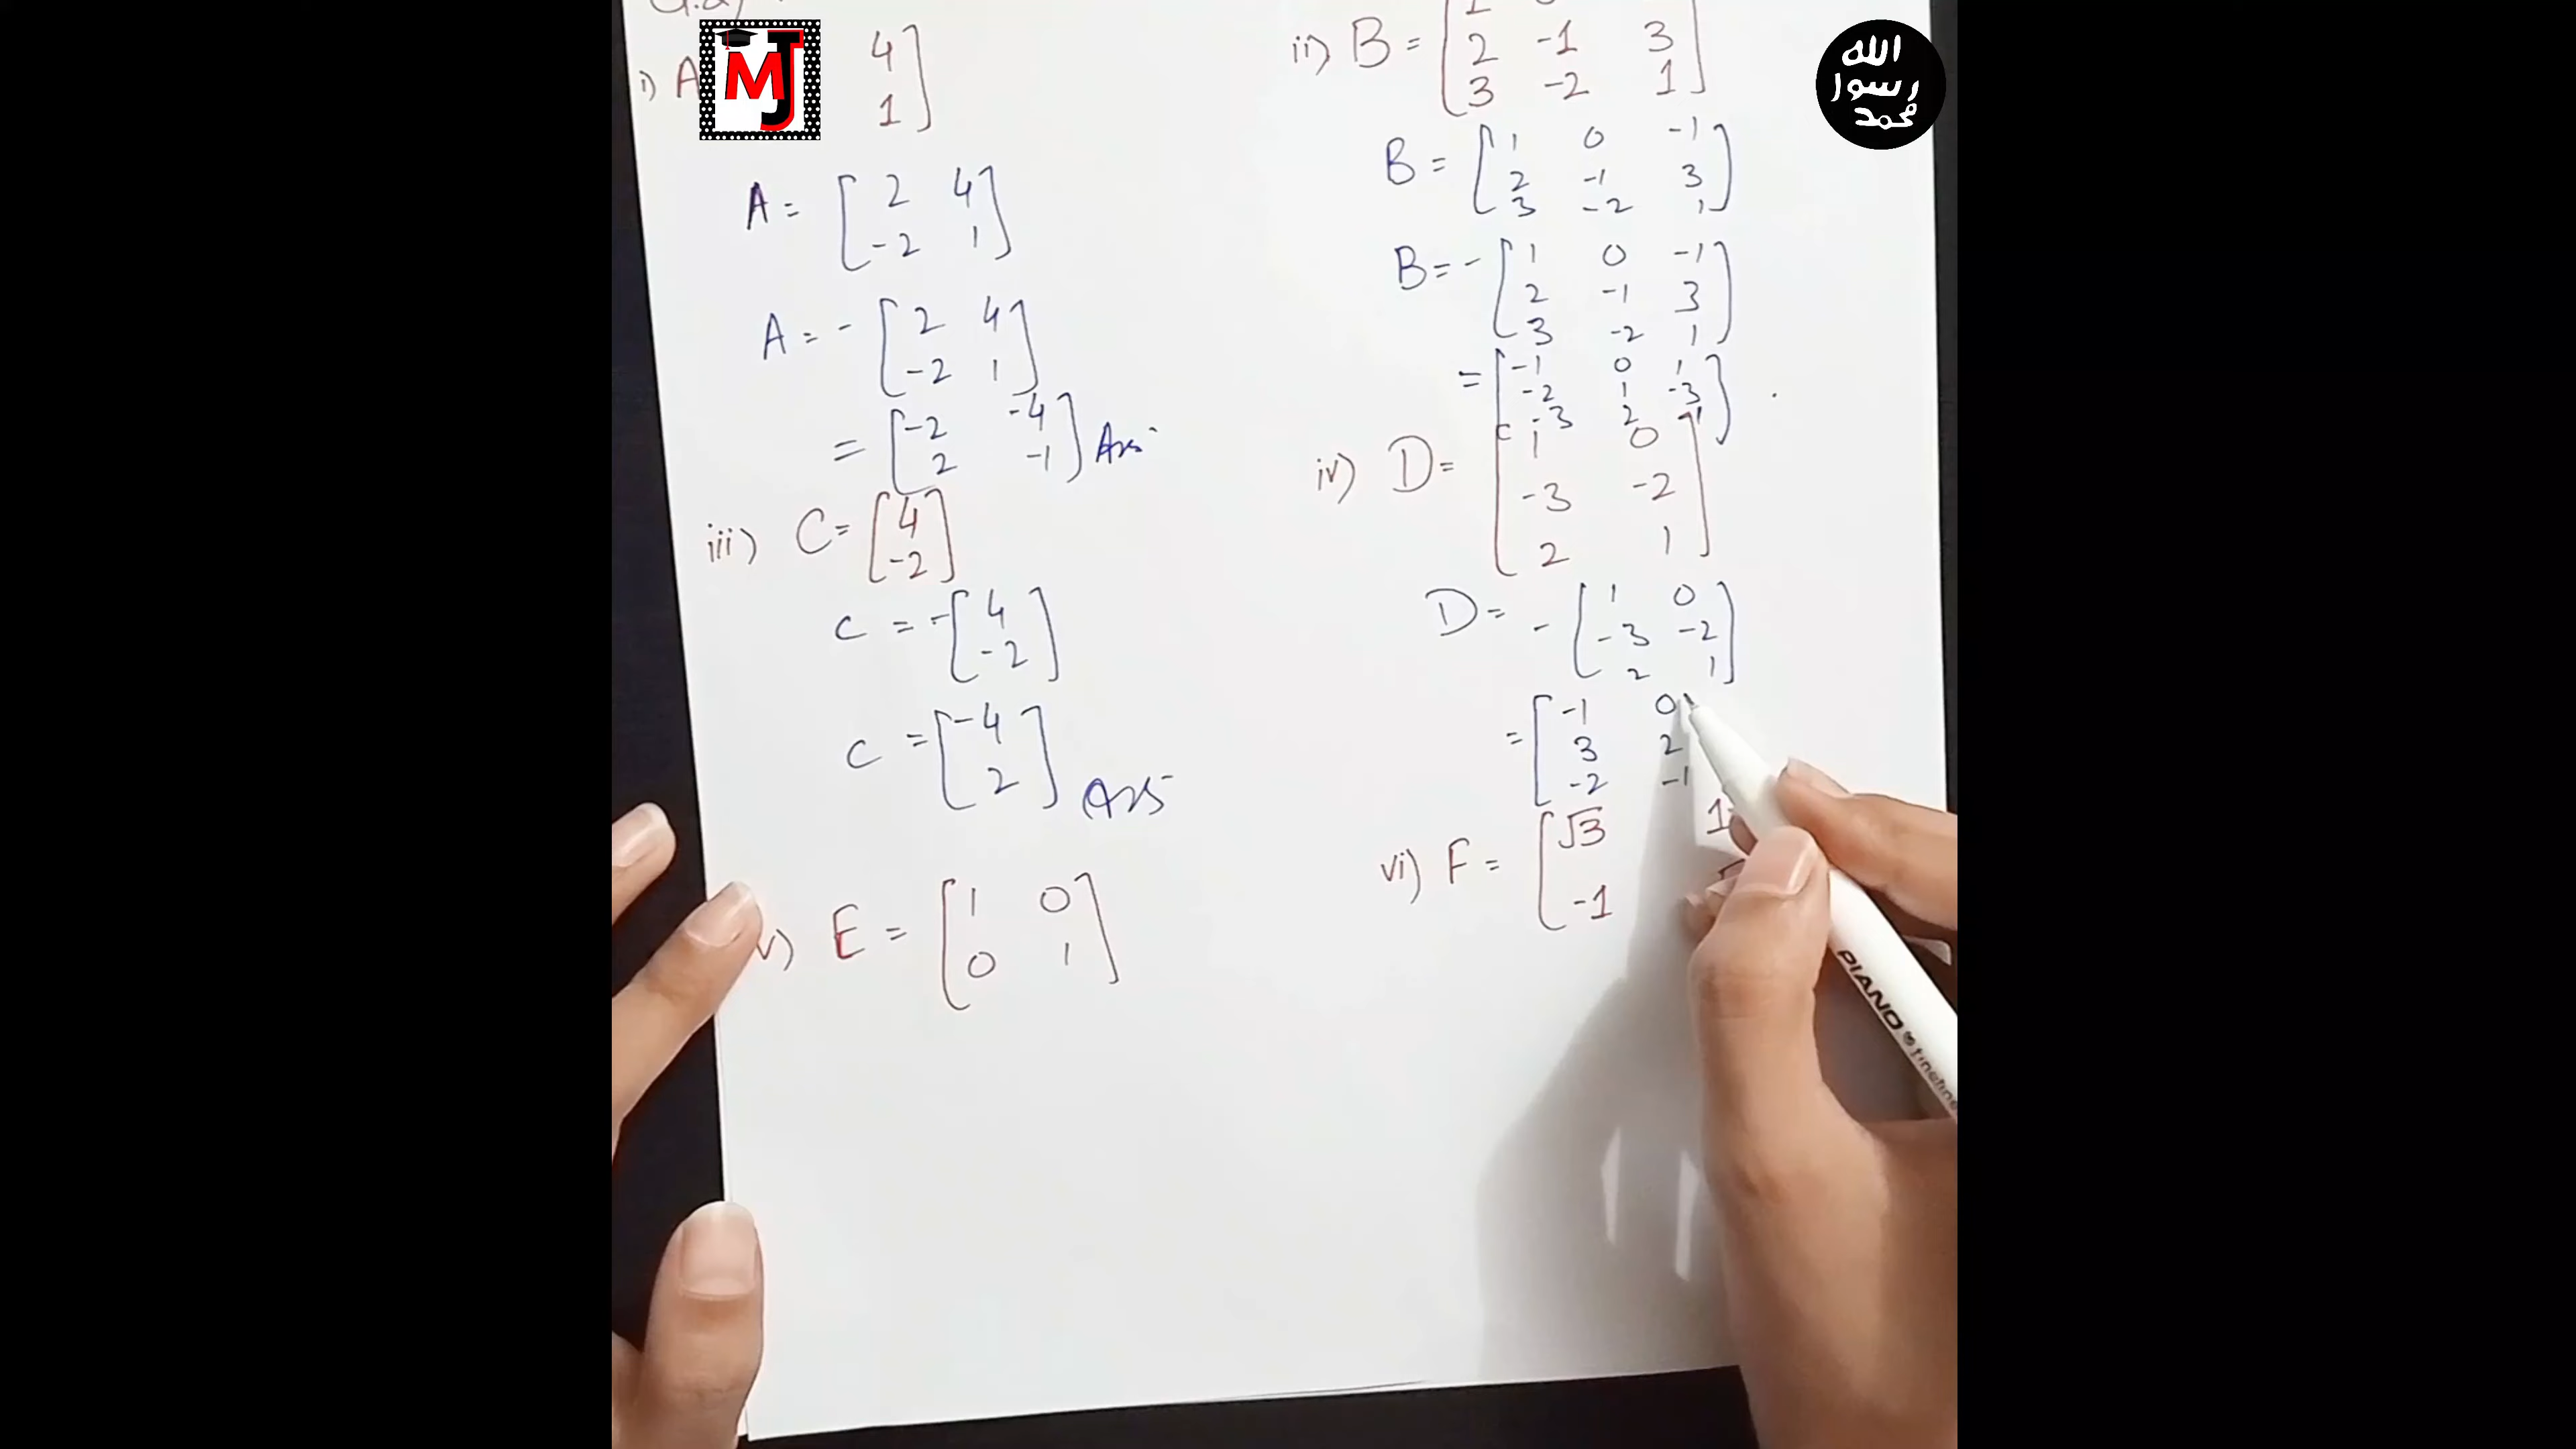 MJ
الله
رسول
محمد
i) A
4
1
A = [ 2 4
-2 1 ]
A = - [ 2 4
-2 1 ]
= [ -2 -4
2 -1 ] Ans
iii) C = [ 4
-2 ]
c = - [ 4
-2 ]
c = [ -4
2 ] Ans
v) E = [ 1 0
0 1 ]
ii) B = [
2 -1 3
3 -2 1 ]
B = [ 1 0 -1
2 -1 3
3 -2 1 ]
B = - [ 1 0 -1
2 -1 3
3 -2 1 ]
= [ -1 0 1
-2 1 -3
-3 2 -1 ]
iv) D = [ 1 0
-3 -2
2 1 ]
D = - [ 1 0
-3 -2
2 1 ]
= [ -1 0
3 2
-2 -1
vi) F = [ √3 1
-1
PIANO fineline